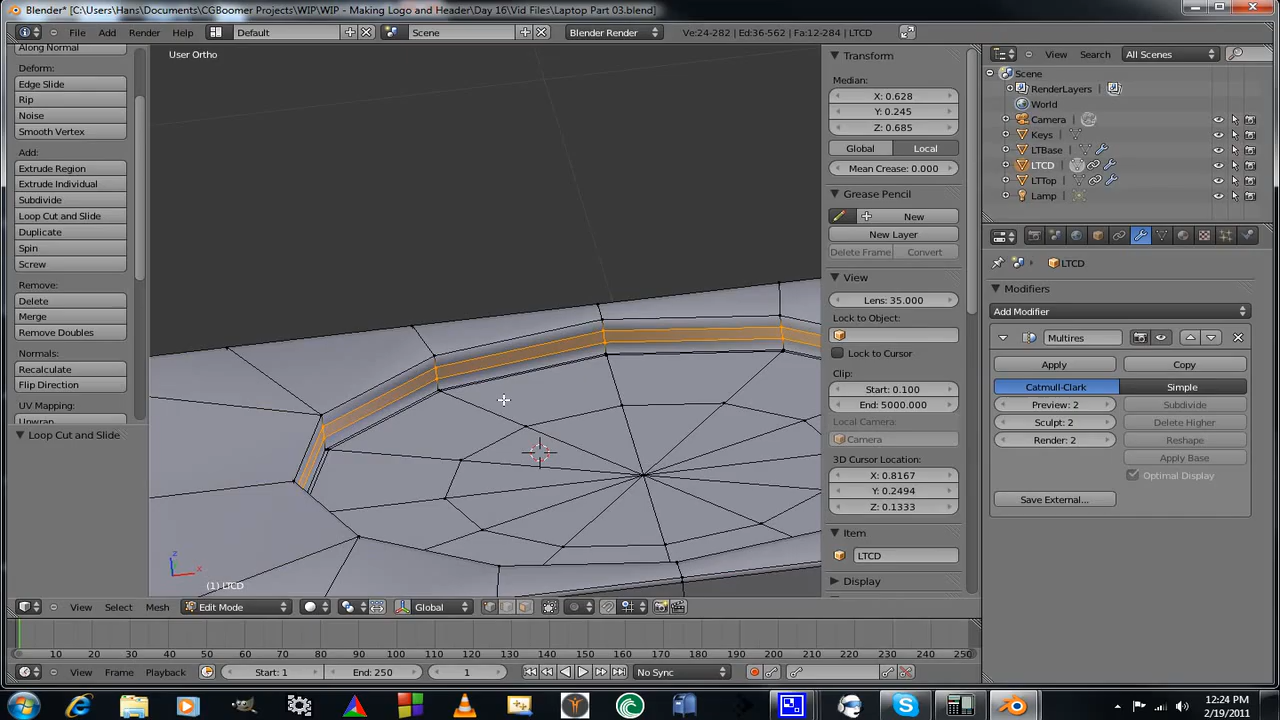 Blender* [C:\Users\Hans\Documents\CGBoomer Projects\WIP\WIP - Making Logo and Header\Day 16\Vid Files\Laptop Part 03.blend]
File Add Render Help Default Scene Blender Render Ve:24-282 | Ed:36-562 | Fa:12-284 | LTCD View Search All Scenes
User Ortho
Along Normal
Deform:
Edge Slide
Rip
Noise
Smooth Vertex
Add:
Extrude Region
Extrude Individual
Subdivide
Loop Cut and Slide
Duplicate
Spin
Screw
Remove:
Delete
Merge
Remove Doubles
Normals:
Recalculate
Flip Direction
UV Mapping:
Unwrap
Loop Cut and Slide
z
x
(1) LTCD
Transform
Median:
X: 0.628
Y: 0.245
Z: 0.685
Global Local
Mean Crease: 0.000
Grease Pencil
New
New Layer
Delete Frame Convert
View
Lens: 35.000
Lock to Object:
Lock to Cursor
Clip:
Start: 0.100
End: 5000.000
Local Camera:
Camera
3D Cursor Location:
X: 0.8167
Y: 0.2494
Z: 0.1333
Item
LTCD
Display
Scene
RenderLayers
World
Camera
Keys
LTBase
LTCD
LTTop
Lamp
LTCD
Modifiers
Add Modifier
Multires
Apply Copy
Catmull-Clark Simple
Preview: 2 Subdivide
Sculpt: 2 Delete Higher
Render: 2 Reshape
Apply Base
Optimal Display
Save External...
View Select Mesh Edit Mode Global
10 20 30 40 50 60 70 80 90 100 110 120 130 140 150 160 170 180 190 200 210 220 230 240 250
View Frame Playback Start: 1 End: 250 1 No Sync
12:24 PM
2/19/2011